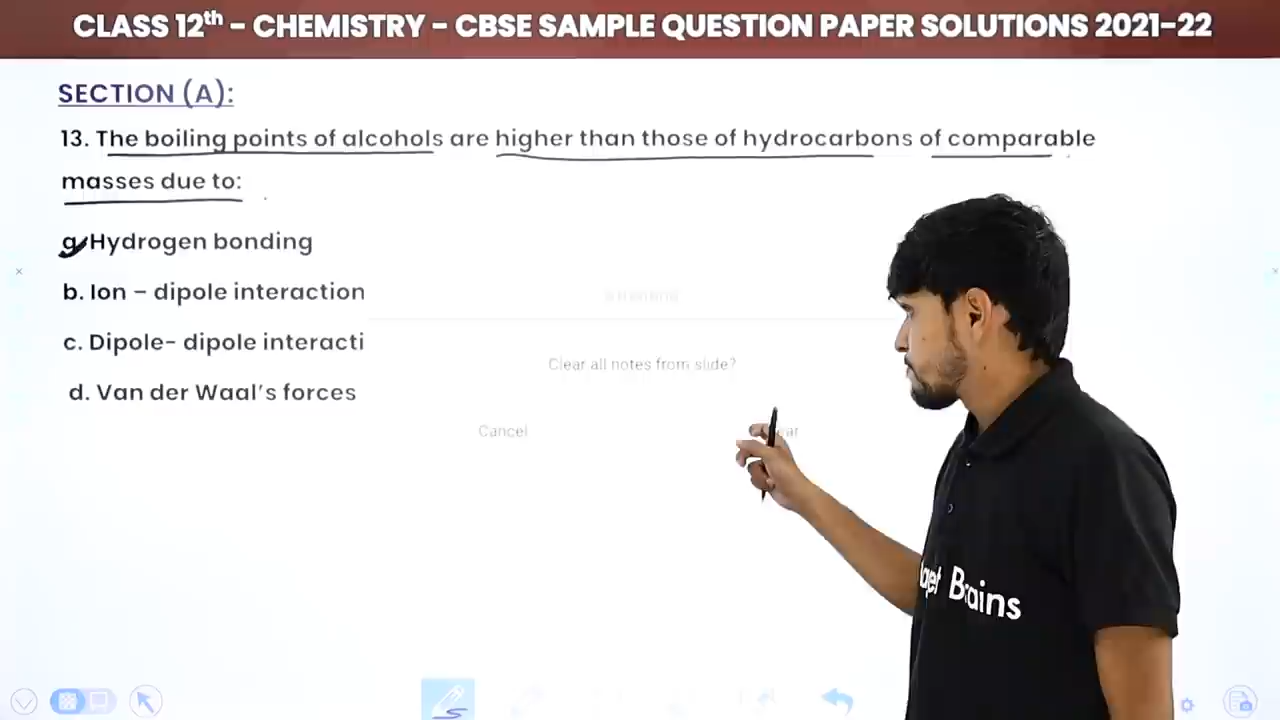 CLASS 12th - CHEMISTRY - CBSE SAMPLE QUESTION PAPER SOLUTIONS 2021-22
SECTION (A):
13. The boiling points of alcohols are higher than those of hydrocarbons of comparable
masses due to:
a. Hydrogen bonding
b. Ion – dipole interaction
c. Dipole- dipole interacti
d. Van der Waal's forces
Clear all notes from slide?
Cancel
Brains